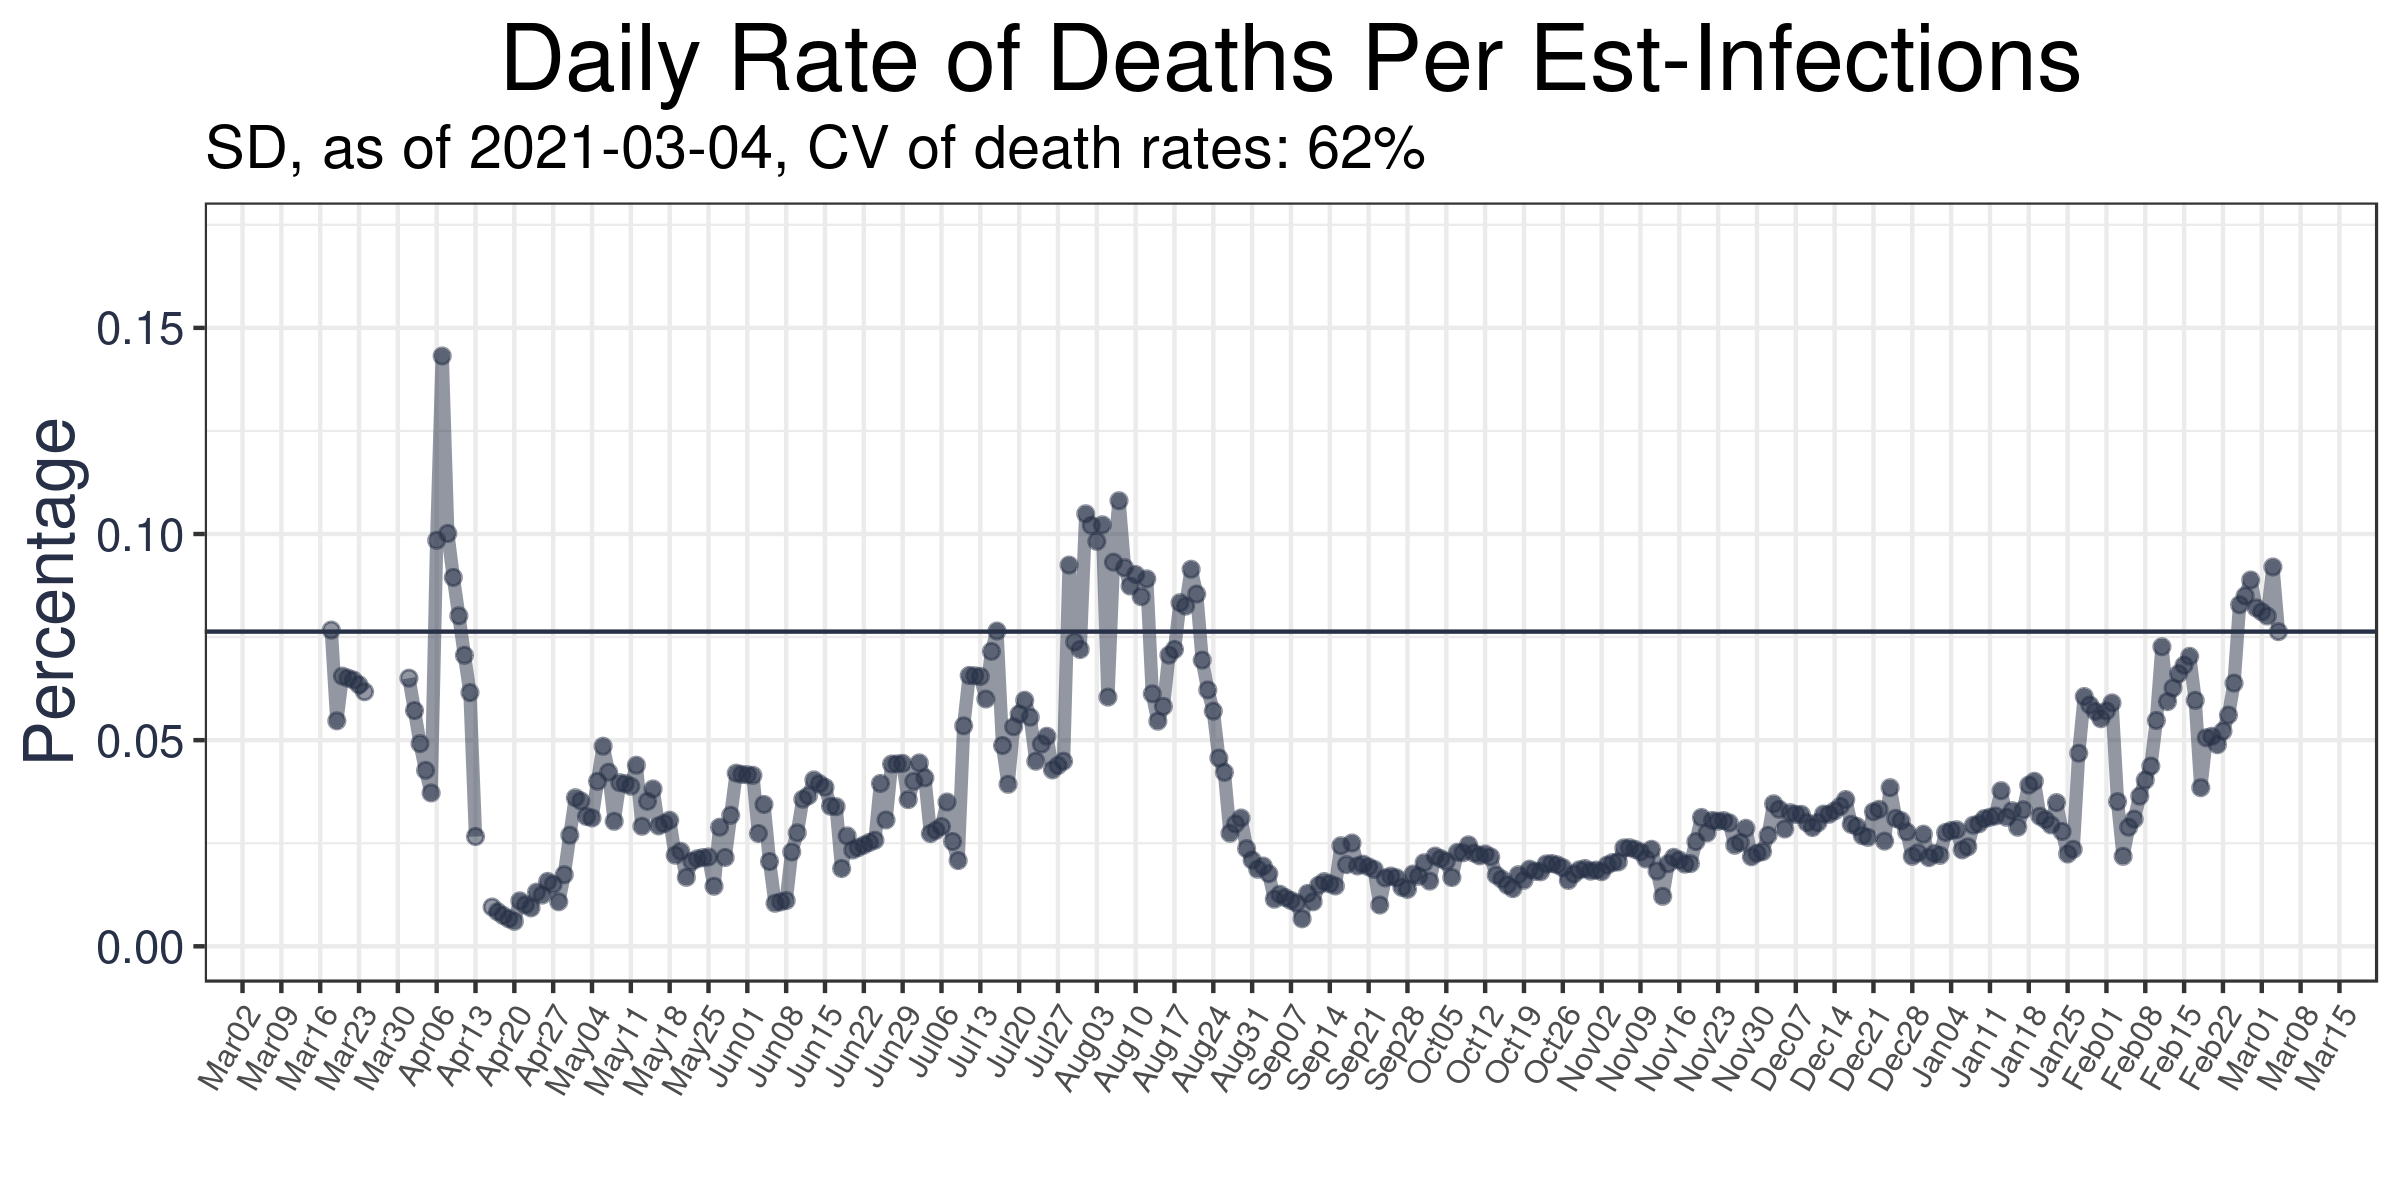 Daily Rate of Deaths Per Est-Infections
SD, as of 2021-03-04, CV of death rates: 62%
Percentage
0.15
0.10
0.05
0.00
Mar02
Mar09
Mar16
Mar23
Mar30
Apr06
Apr13
Apr20
Apr27
May04
May11
May18
May25
Jun01
Jun08
Jun15
Jun22
Jun29
Jul06
Jul13
Jul20
Jul27
Aug03
Aug10
Aug17
Aug24
Aug31
Sep07
Sep14
Sep21
Sep28
Oct05
Oct12
Oct19
Oct26
Nov02
Nov09
Nov16
Nov23
Nov30
Dec07
Dec14
Dec21
Dec28
Jan04
Jan11
Jan18
Jan25
Feb01
Feb08
Feb15
Feb22
Mar01
Mar08
Mar15